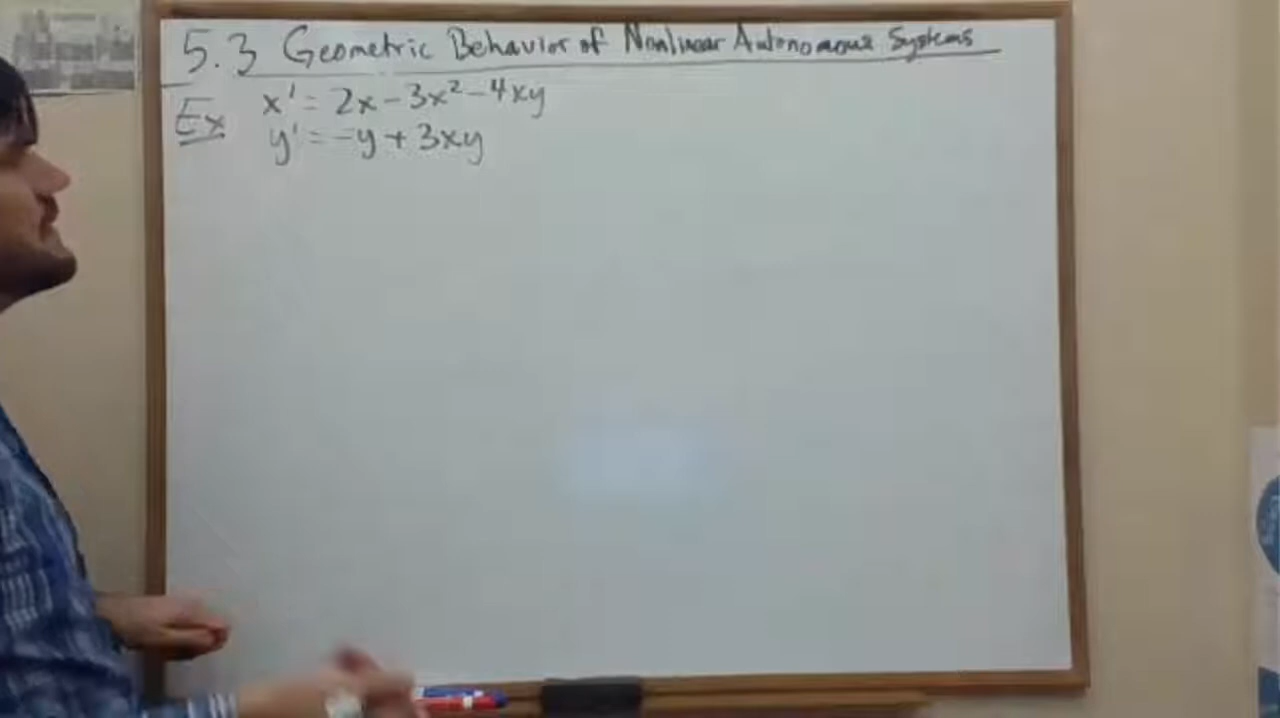 5.3 Geometric Behavior of Nonlinear Autonomous Systems
Ex x' = 2x - 3x² - 4xy
y' = -y + 3xy